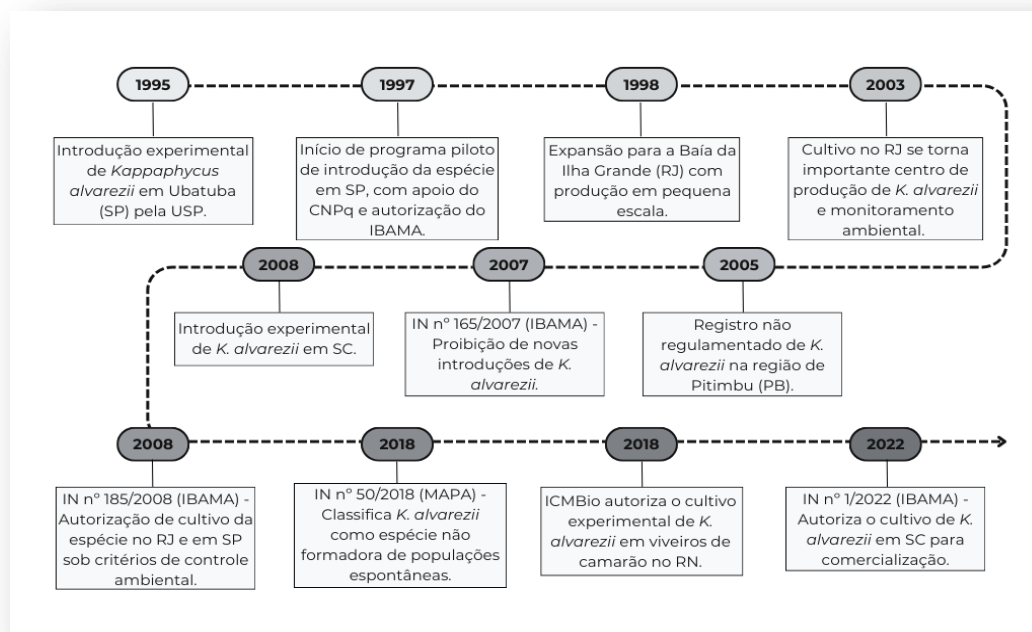 1995
Introdução experimental
de Kappaphycus
alvarezii em Ubatuba
(SP) pela USP.
1997
Início de programa piloto
de introdução da espécie
em SP, com apoio do
CNPq e autorização do
IBAMA.
1998
Expansão para a Baía da
Ilha Grande (RJ) com
produção em pequena
escala.
2003
Cultivo no RJ se torna
importante centro de
produção de K. alvarezii
e monitoramento
ambiental.
2005
Registro não
regulamentado de K.
alvarezii na região de
Pitimbu (PB).
2007
IN nº 165/2007 (IBAMA) -
Proibição de novas
introduções de K.
alvarezii.
2008
Introdução experimental
de K. alvarezii em SC.
2008
IN nº 185/2008 (IBAMA) -
Autorização de cultivo da
espécie no RJ e em SP
sob critérios de controle
ambiental.
2018
IN nº 50/2018 (MAPA) -
Classifica K. alvarezii
como espécie não
formadora de populações
espontâneas.
2018
ICMBio autoriza o cultivo
experimental de K.
alvarezii em viveiros de
camarão no RN.
2022
IN nº 1/2022 (IBAMA) -
Autoriza o cultivo de K.
alvarezii em SC para
comercialização.